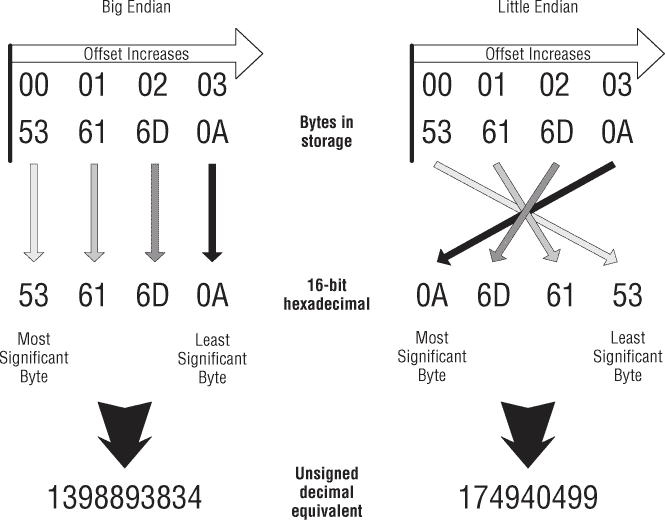 Big Endian Little Endian
Offset Increases Offset Increases
00 01 02 03 00 01 02 03
53 61 6D 0A Bytes in storage 53 61 6D 0A
53 61 6D 0A 16-bit hexadecimal 0A 6D 61 53
Most Significant Byte Least Significant Byte Most Significant Byte Least Significant Byte
1398893834 Unsigned decimal equivalent 174940499